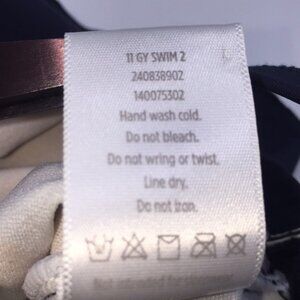 11 GY SWIM 2
240838902
140075302
Hand wash cold.
Do not bleach.
Do not wring or twist.
Line dry.
Do not iron.